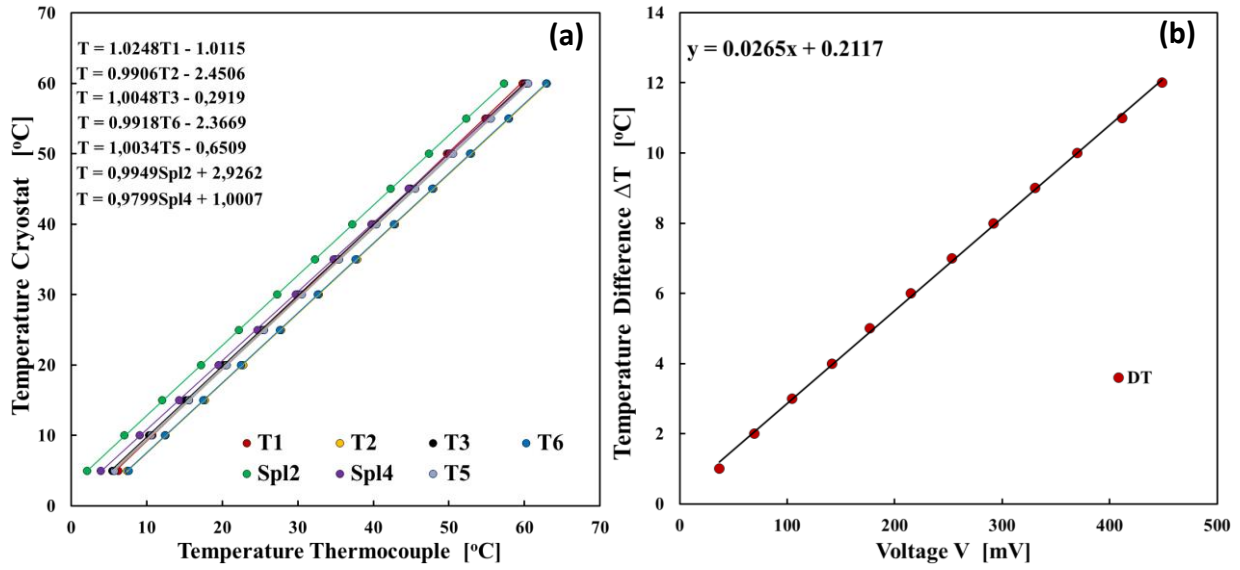 (a)
T = 1.0248T1 - 1.0115
T = 0.9906T2 - 2.4506
T = 1,0048T3 - 0,2919
T = 0.9918T6 - 2.3669
T = 1,0034T5 - 0,6509
T = 0,9949Spl2 + 2,9262
T = 0,9799Spl4 + 1,0007
Temperature Cryostat [ºC]
70
60
50
40
30
20
10
0
T1 T2 T3 T6
Spl2 Spl4 T5
0 10 20 30 40 50 60 70
Temperature Thermocouple [ºC]
(b)
y = 0.0265x + 0.2117
Temperature Difference ΔT [ºC]
14
12
10
8
6
4
2
0
DT
0 100 200 300 400 500
Voltage V [mV]